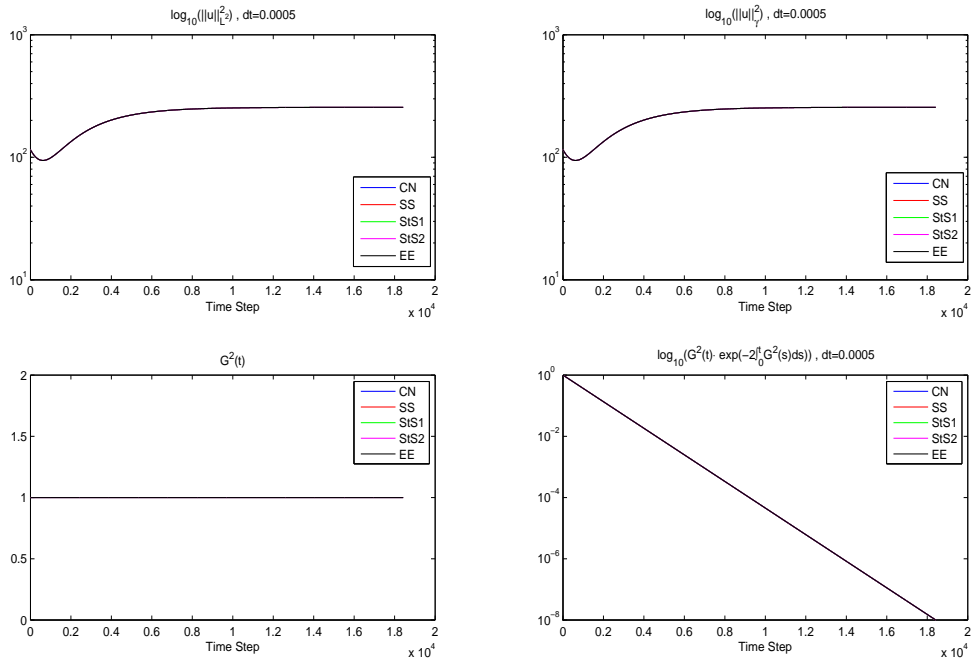 log10(||u||²L²) , dt=0.0005
10³
10²
10¹
CN
SS
StS1
StS2
EE
0 0.2 0.4 0.6 0.8 1 1.2 1.4 1.6 1.8 2
Time Step
x 10⁴
log10(||u||²γ) , dt=0.0005
10³
10²
10¹
CN
SS
StS1
StS2
EE
0 0.2 0.4 0.6 0.8 1 1.2 1.4 1.6 1.8 2
Time Step
x 10⁴
G²(t)
2
1.5
1
0.5
0
CN
SS
StS1
StS2
EE
0 0.2 0.4 0.6 0.8 1 1.2 1.4 1.6 1.8 2
Time Step
x 10⁴
log10(G²(t)· exp(−2∫₀ᵗG²(s)ds)) , dt=0.0005
10⁰
10⁻²
10⁻⁴
10⁻⁶
10⁻⁸
CN
SS
StS1
StS2
EE
0 0.2 0.4 0.6 0.8 1 1.2 1.4 1.6 1.8 2
Time Step
x 10⁴